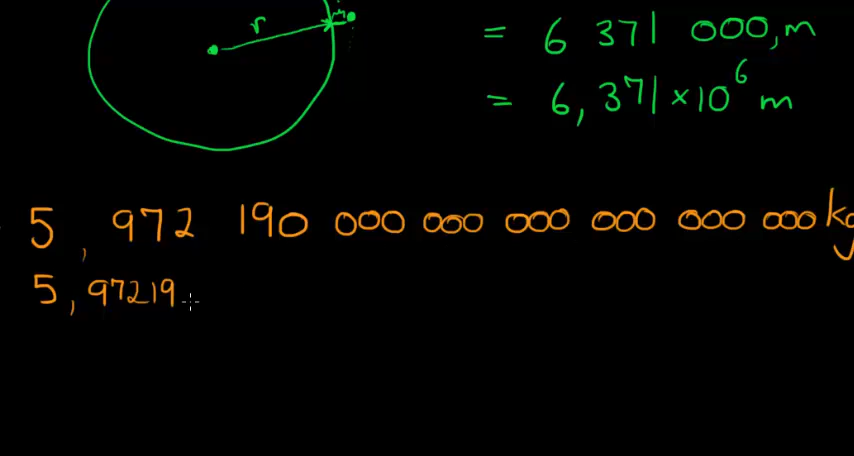 r m
= 6 371 000,m
= 6,371×10⁶ m
5, 972 190 000 000 000 000 000 000 kg
5, 97219